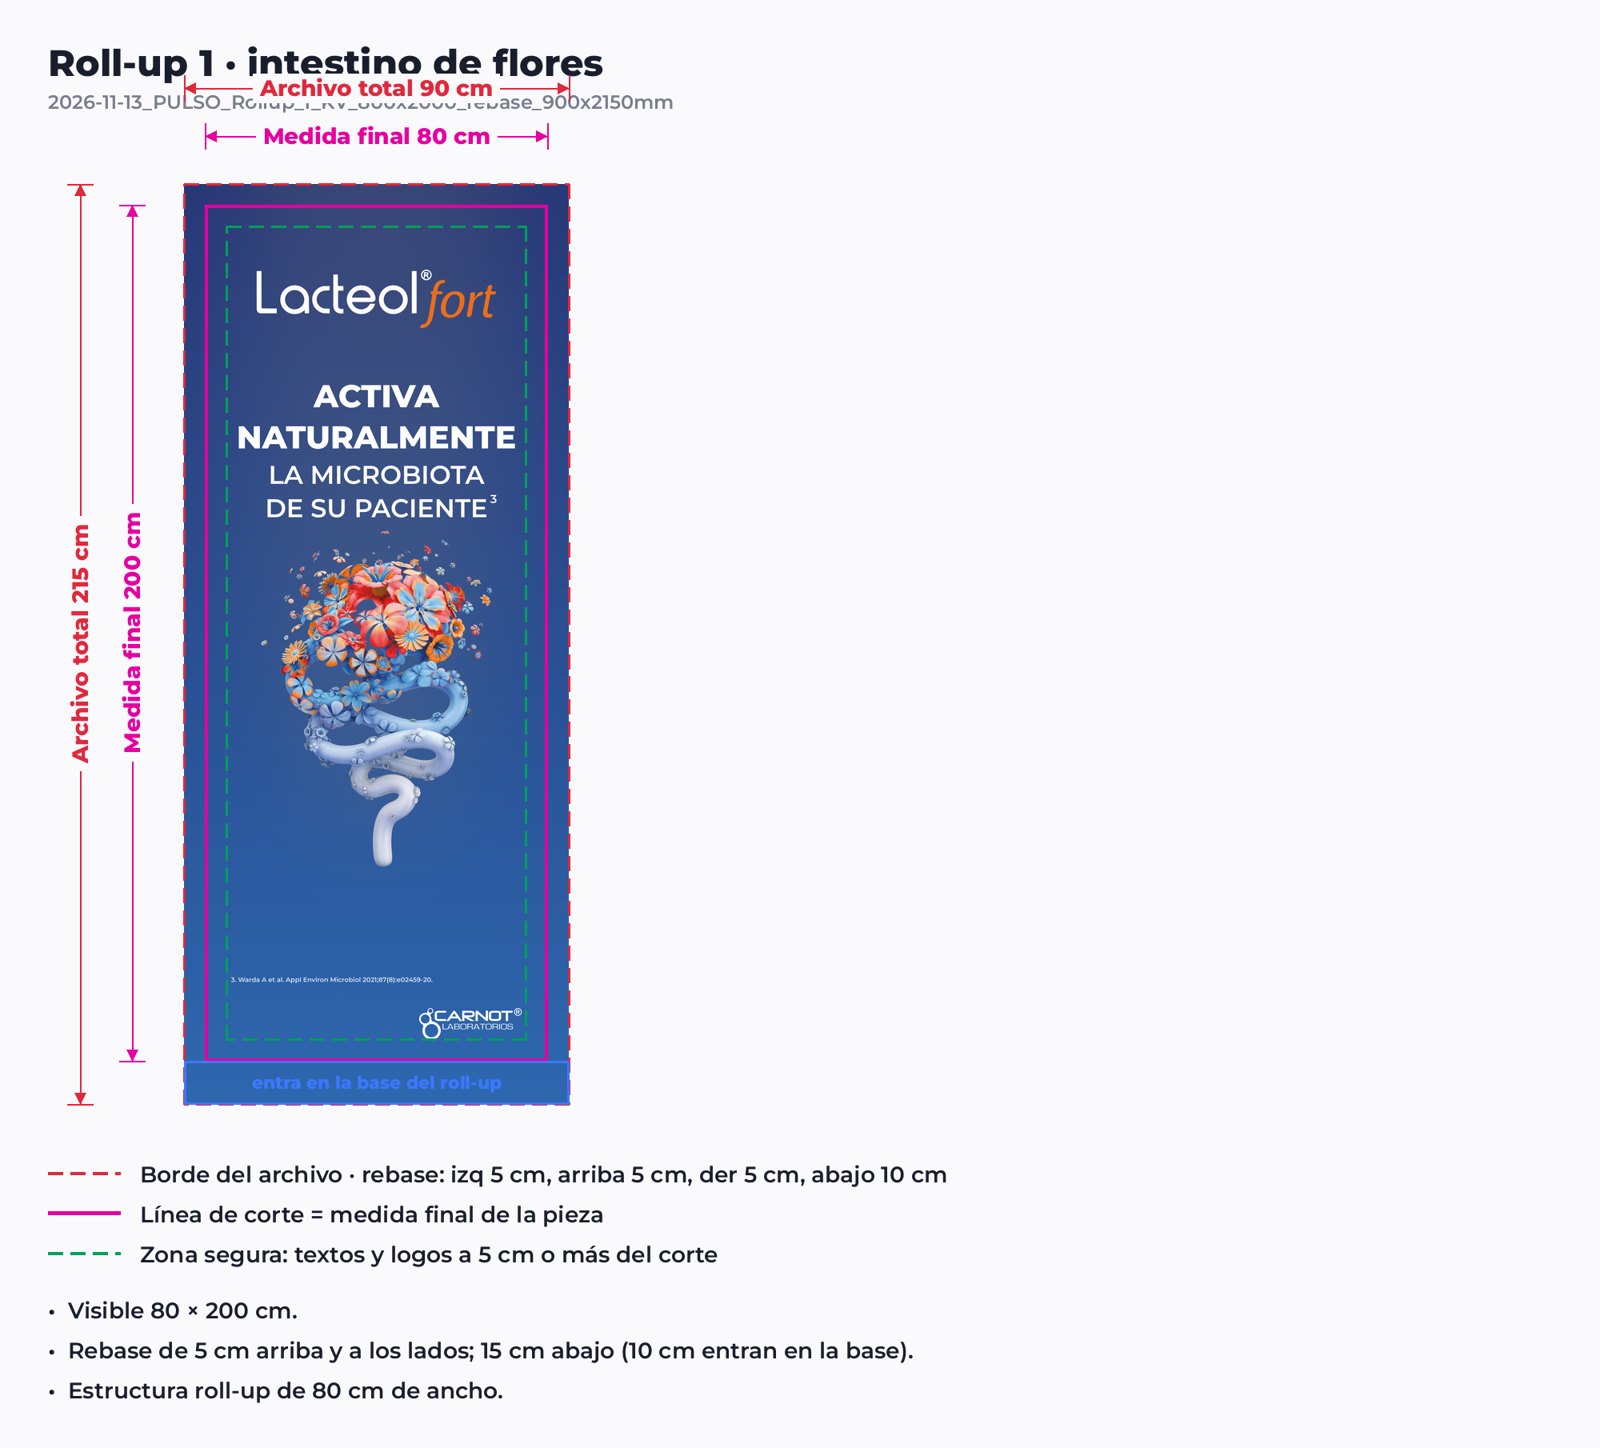 Roll-up 1 · intestino de flores
Archivo total 90 cm
2026-11-13_PULSO_Rollup_1_KV_800x2000_rebase_900x2150mm
Medida final 80 cm
Archivo total 215 cm
Medida final 200 cm
Lacteol® fort
ACTIVA
NATURALMENTE
LA MICROBIOTA
DE SU PACIENTE³
3. Warda A et al. Appl Environ Microbiol 2021;87(8):e02459-20.
CARNOT®
LABORATORIOS
entra en la base del roll-up
Borde del archivo · rebase: izq 5 cm, arriba 5 cm, der 5 cm, abajo 10 cm
Línea de corte = medida final de la pieza
Zona segura: textos y logos a 5 cm o más del corte
• Visible 80 × 200 cm.
• Rebase de 5 cm arriba y a los lados; 15 cm abajo (10 cm entran en la base).
• Estructura roll-up de 80 cm de ancho.